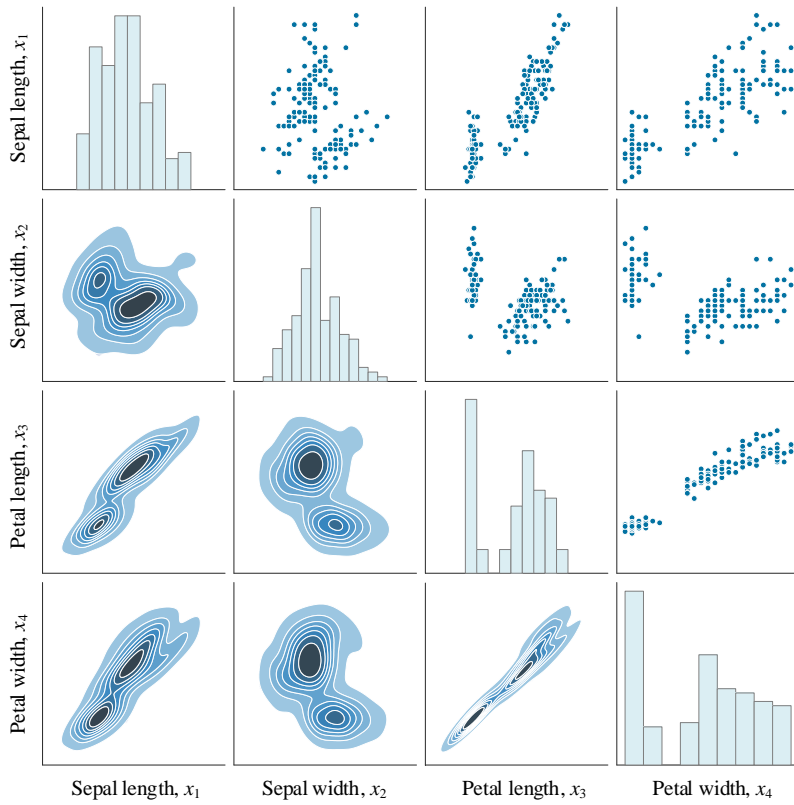 Sepal length, x₁
Sepal width, x₂
Petal length, x₃
Petal width, x₄
Sepal length, x₁
Sepal width, x₂
Petal length, x₃
Petal width, x₄